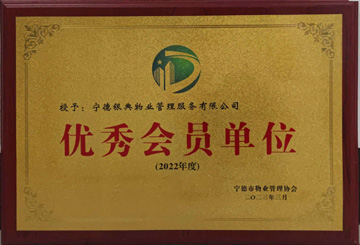 授予：宁德银典物业管理服务有限公司
优秀会员单位
(2022年度)
宁德市物业管理协会
二〇二三年三月